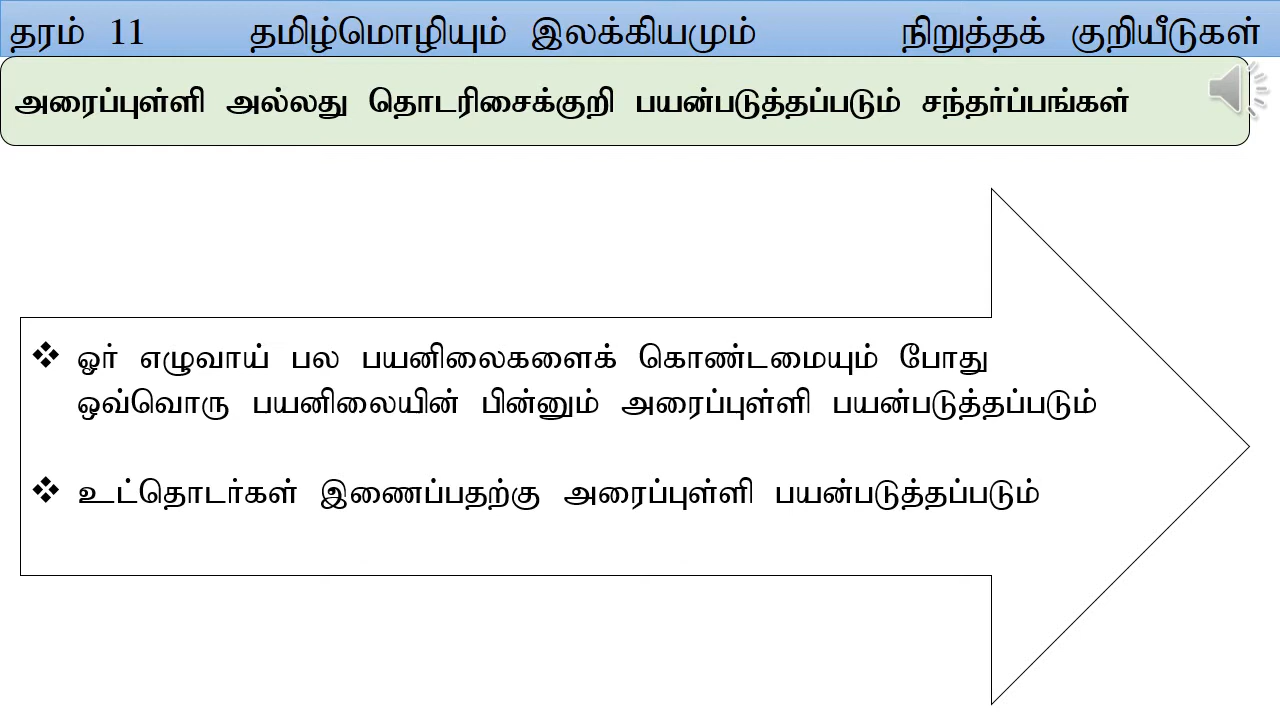 தரம் 11 தமிழ்மொழியும் இலக்கியமும் நிறுத்தக் குறியீடுகள்
அரைப்புள்ளி அல்லது தொடரிசைக்குறி பயன்படுத்தப்படும் சந்தர்ப்பங்கள்
❖ ஓர் எழுவாய் பல பயனிலைகளைக் கொண்டமையும் போது
ஒவ்வொரு பயனிலையின் பின்னும் அரைப்புள்ளி பயன்படுத்தப்படும்
❖ உட்தொடர்கள் இணைப்பதற்கு அரைப்புள்ளி பயன்படுத்தப்படும்